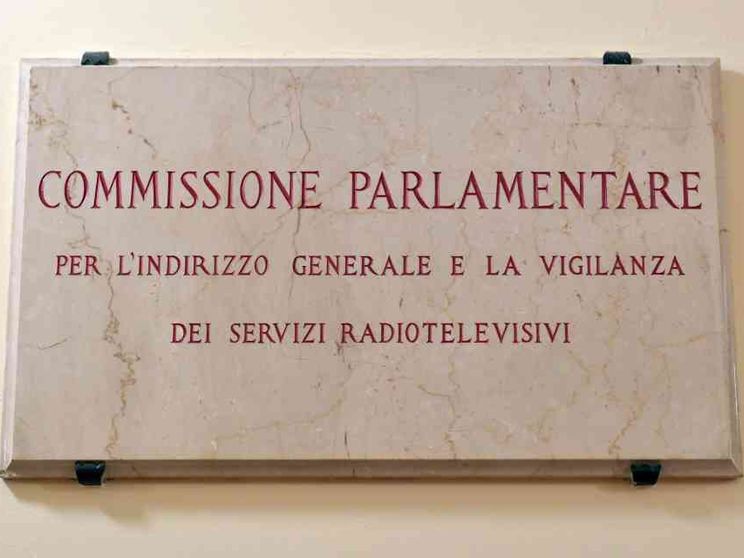 COMMISSIONE PARLAMENTARE
PER L'INDIRIZZO GENERALE E LA VIGILANZA
DEI SERVIZI RADIOTELEVISIVI